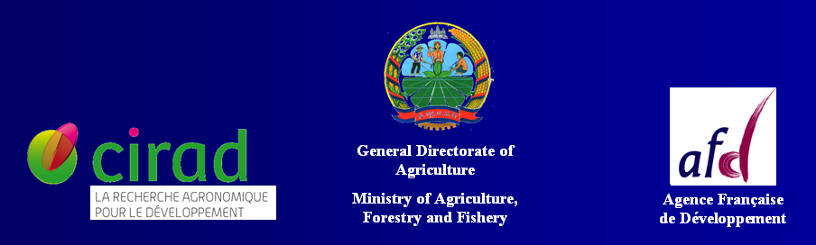 cirad
LA RECHERCHE AGRONOMIQUE
POUR LE DÉVELOPPEMENT
General Directorate of
Agriculture
Ministry of Agriculture,
Forestry and Fishery
afd
Agence Française
de Développement